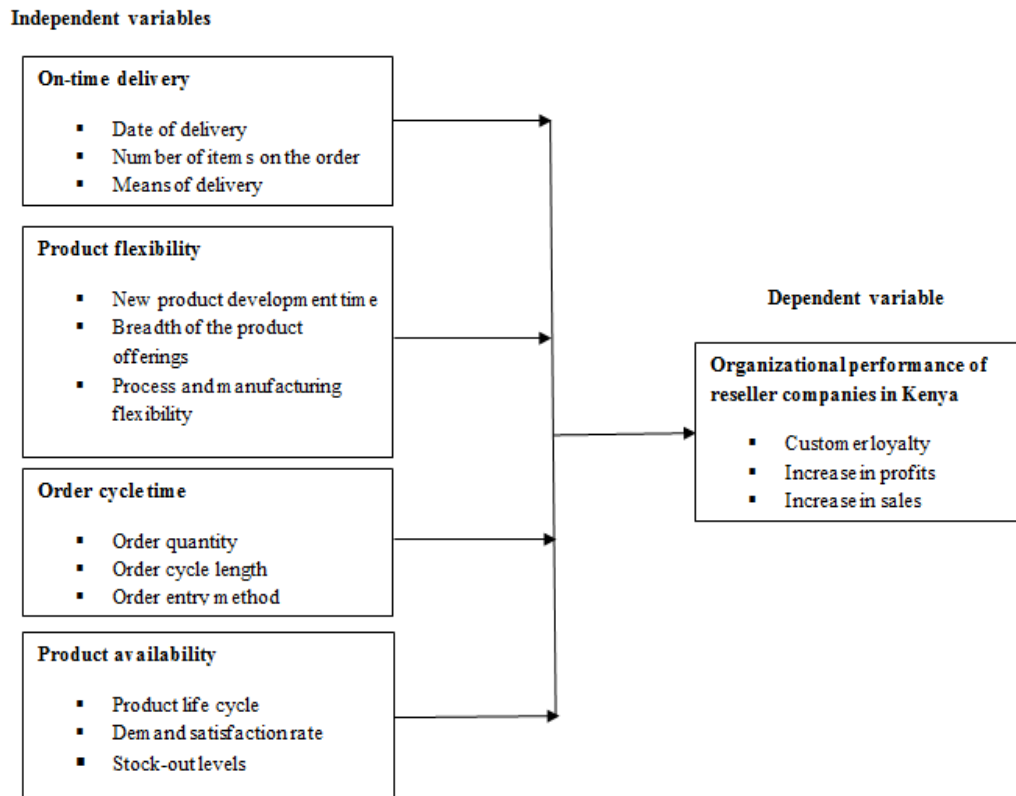 Independent variables
On-time delivery
▪ Date of delivery
▪ Number of items on the order
▪ Means of delivery
Product flexibility
▪ New product development time
▪ Breadth of the product
offerings
▪ Process and manufacturing
flexibility
Order cycle time
▪ Order quantity
▪ Order cycle length
▪ Order entry method
Product availability
▪ Product life cycle
▪ Demand satisfaction rate
▪ Stock-out levels
Dependent variable
Organizational performance of
reseller companies in Kenya
▪ Customer loyalty
▪ Increase in profits
▪ Increase in sales